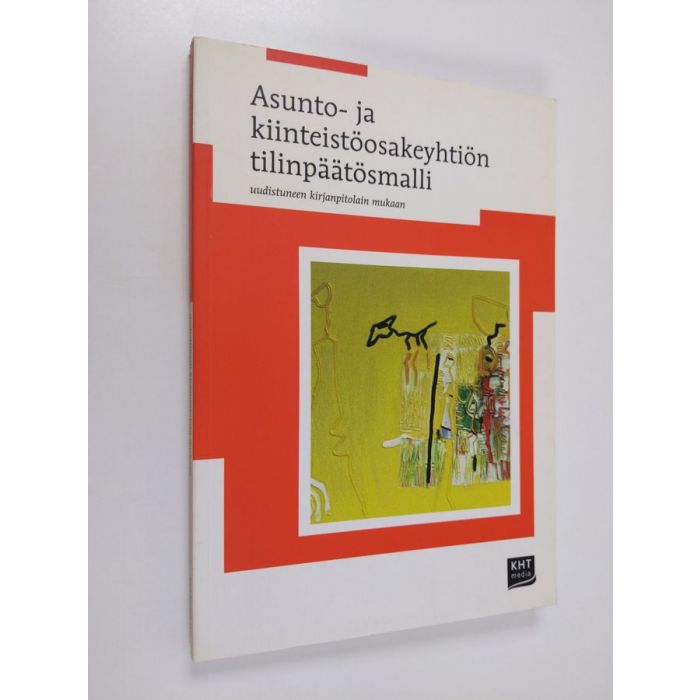 Asunto- ja
kiinteistöosakeyhtiön
tilinpäätösmalli
uudistuneen kirjanpitolain mukaan
KHT
media